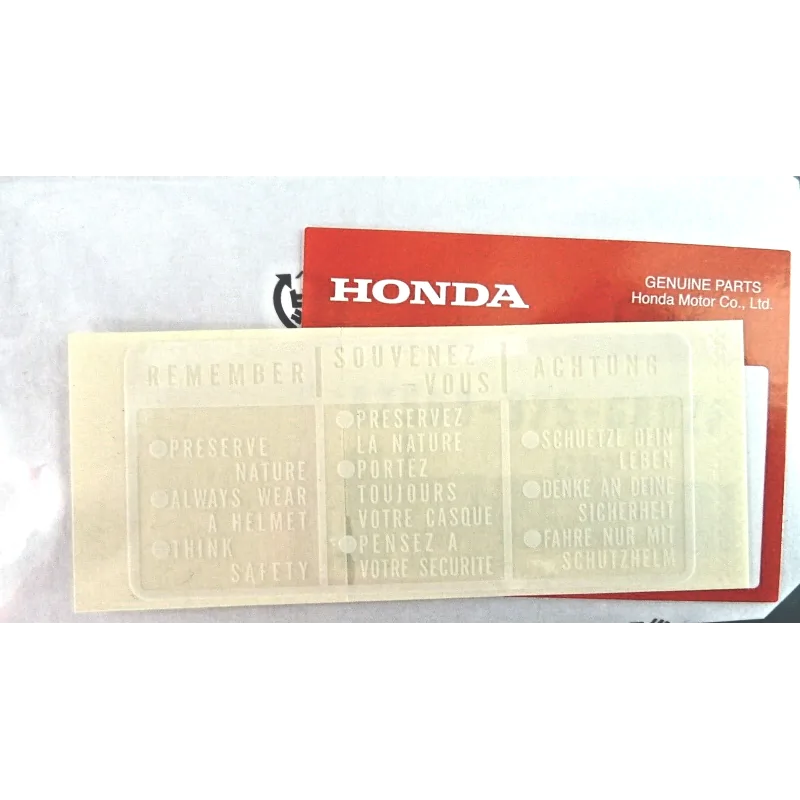 HONDA
GENUINE PARTS
Honda Motor Co., Ltd.
REMEMBER
PRESERVE
NATURE
ALWAYS WEAR
A HELMET
THINK
SAFETY
SOUVENEZ
-VOUS
PRESERVEZ
LA NATURE
PORTEZ
TOUJOURS
VOTRE CASQUE
PENSEZ A
VOTRE SECURITE
ACHTUNG
SCHUETZE DEIN
LEBEN
DENKE AN DEINE
SICHERHEIT
FAHRE NUR MIT
SCHUTZHELM